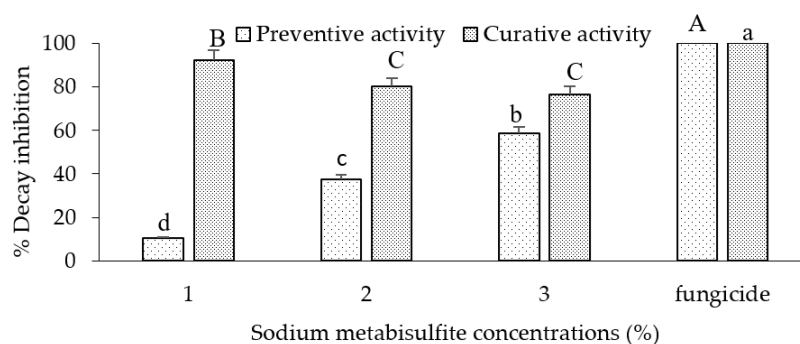 Preventive activity Curative activity
100
80
60
40
20
0
% Decay inhibition
d B
c C
b C
A a
1 2 3 fungicide
Sodium metabisulfite concentrations (%)